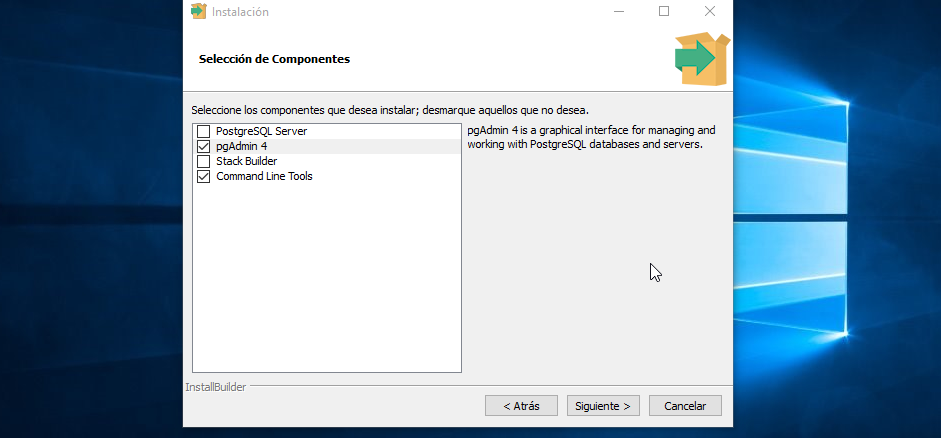 Instalación
Selección de Componentes
Seleccione los componentes que desea instalar; desmarque aquellos que no desea.
PostgreSQL Server
pgAdmin 4
Stack Builder
Command Line Tools
pgAdmin 4 is a graphical interface for managing and
working with PostgreSQL databases and servers.
InstallBuilder
< Atrás
Siguiente >
Cancelar